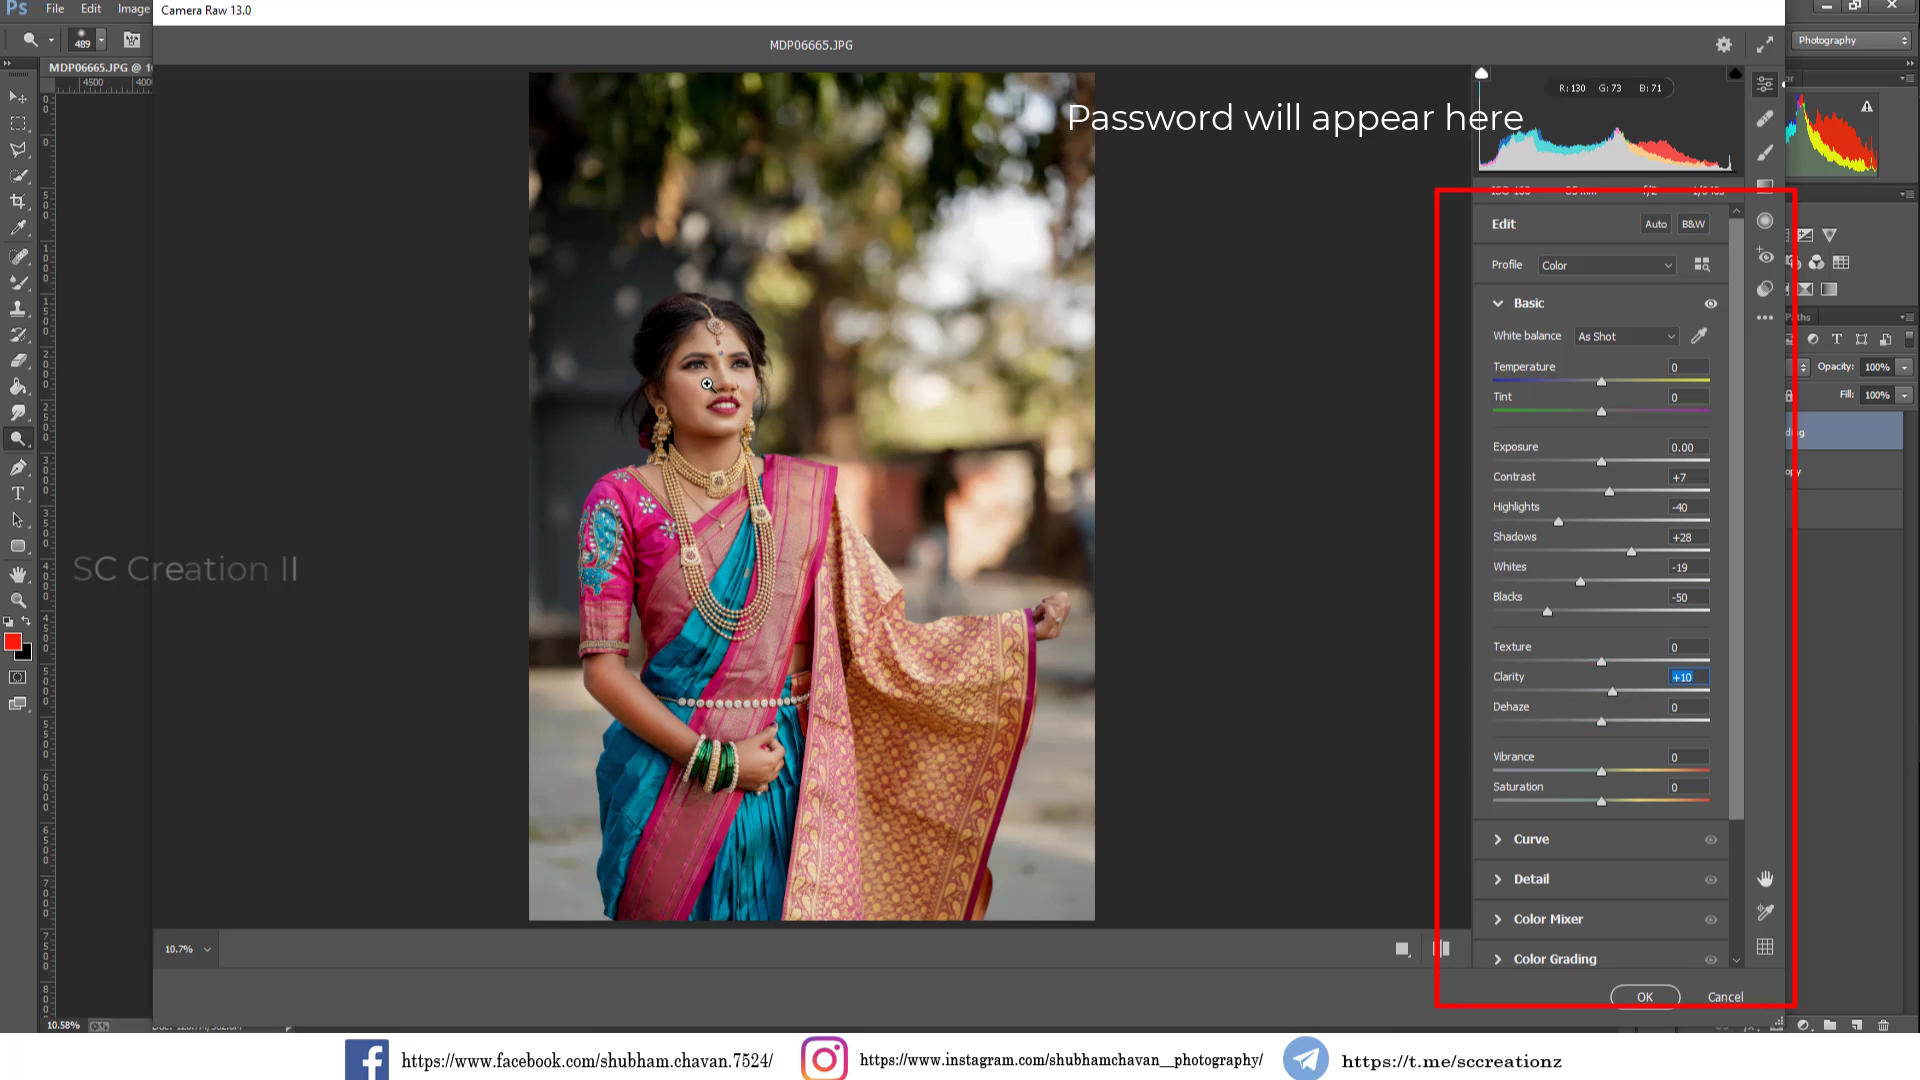 Ps File Edit Image
Camera Raw 13.0
489
MDP06665.JPG
Photography
MDP06665.JPG @ 10
4500 4000
R: 130 G: 73 B: 71
Password will appear here
Edit Auto B&W
Profile Color
Basic
White balance As Shot
Temperature 0
Tint 0
Exposure 0.00
Contrast +7
Highlights -40
Shadows +28
Whites -19
Blacks -50
Texture 0
Clarity +10
Dehaze 0
Vibrance 0
Saturation 0
Curve
Detail
Color Mixer
Color Grading
Opacity: 100%
Fill: 100%
SC Creation II
10.7%
OK Cancel
10.58%
https://www.facebook.com/shubham.chavan.7524/
https://www.instagram.com/shubhamchavan__photography/
https://t.me/sccreationz